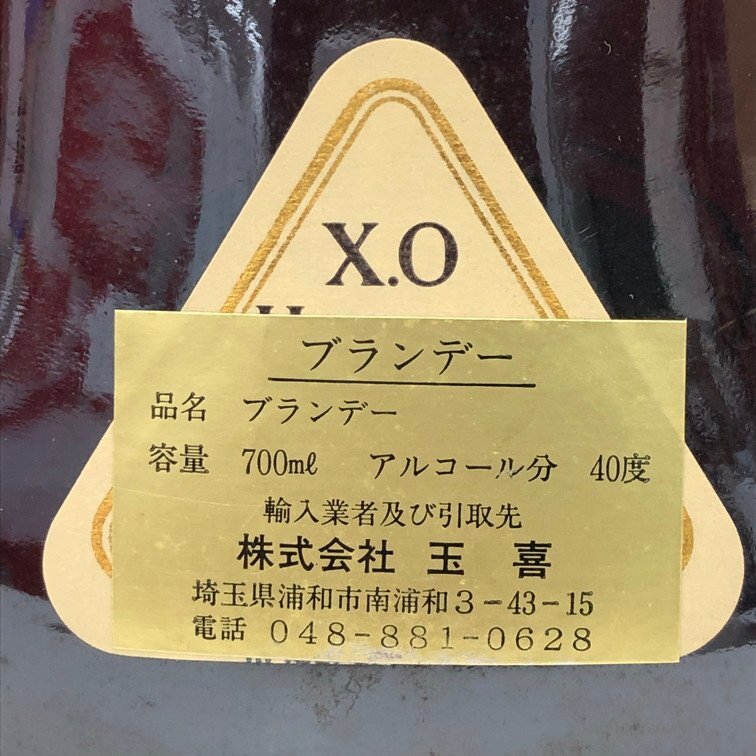 X.O
ブランデー
品名 ブランデー
容量 700㎖ アルコール分 40度
輸入業者及び引取先
株式会社 玉喜
埼玉県浦和市南浦和3-43-15
電話 048-881-0628